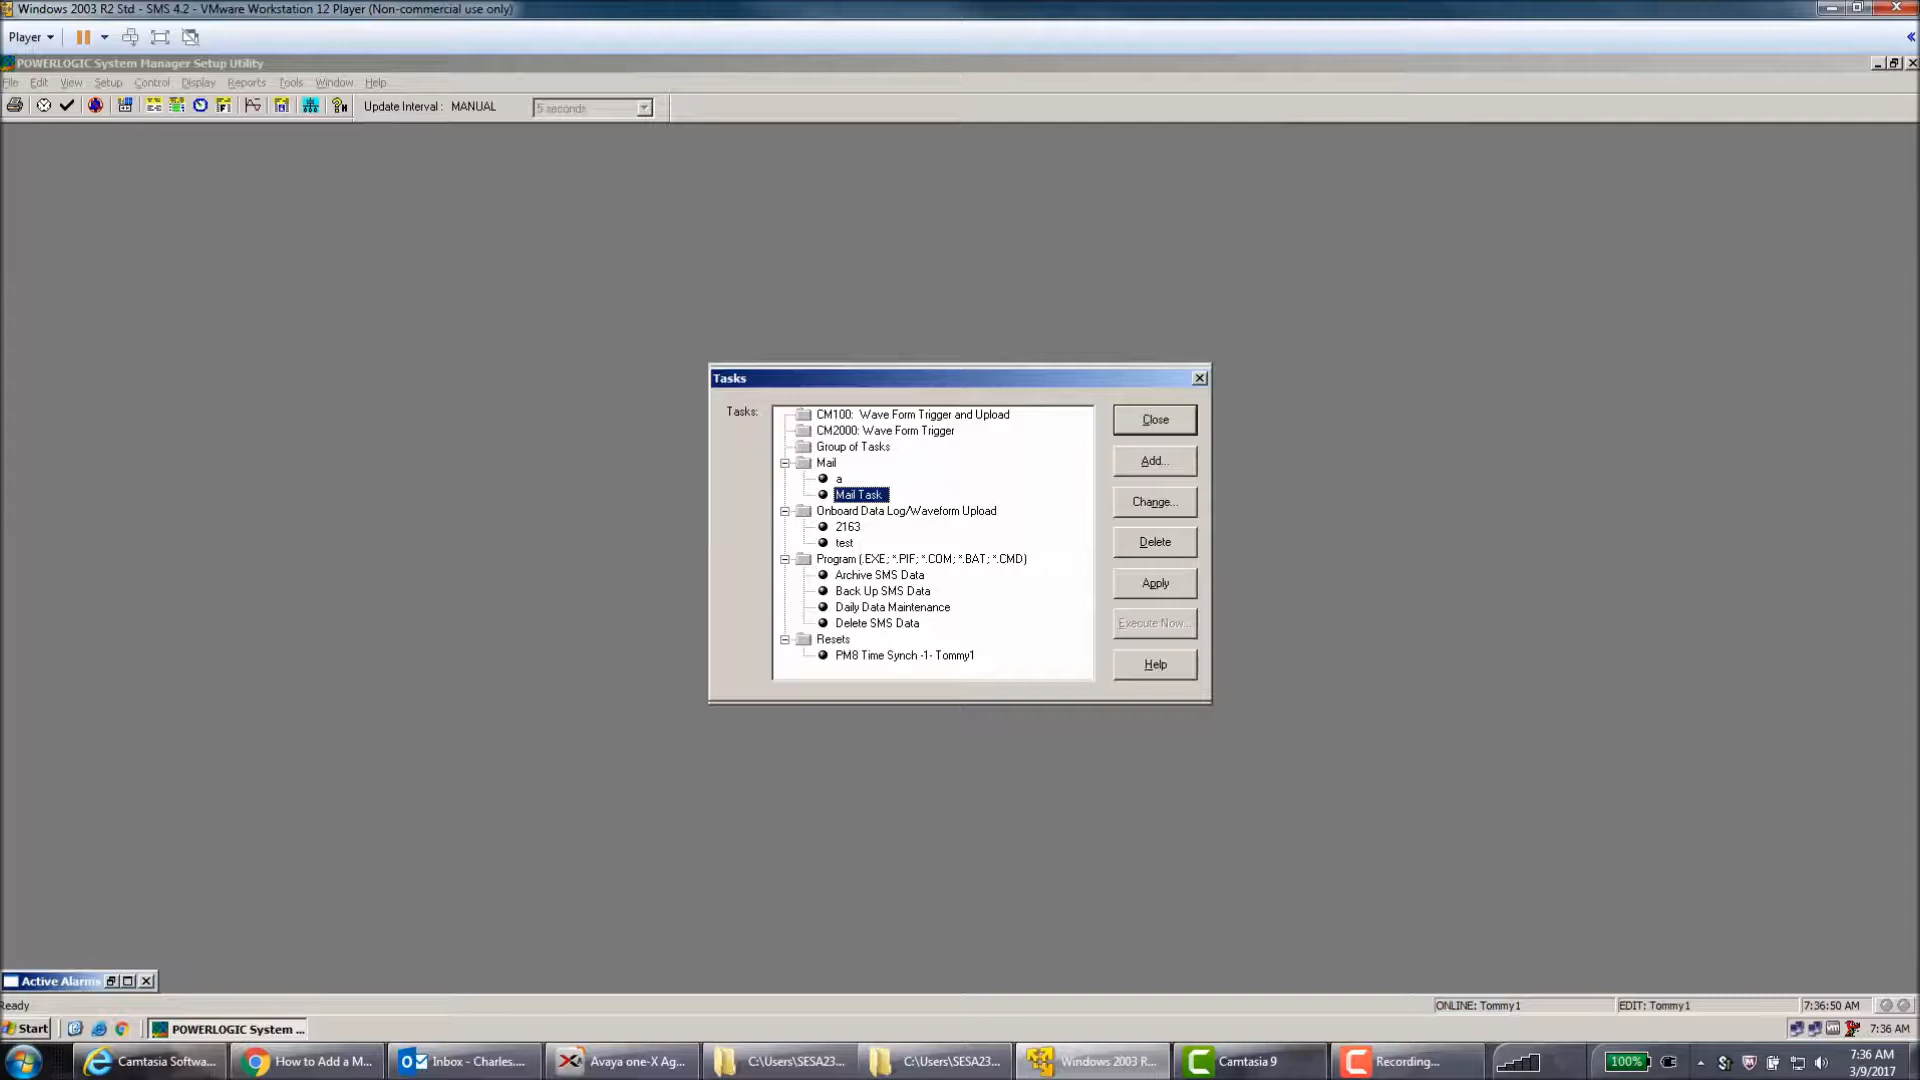 Windows 2003 R2 Std - SMS 4.2 - VMware Workstation 12 Player (Non-commercial use only)
Player
POWERLOGIC System Manager Setup Utility
File Edit View Setup Control Display Reports Tools Window Help
Update Interval : MANUAL 5 seconds
Tasks
Tasks:
CM100: Wave Form Trigger and Upload
CM2000: Wave Form Trigger
Group of Tasks
Mail
a
Mail Task
Onboard Data Log/Waveform Upload
2163
test
Program (.EXE; *.PIF; *.COM; *.BAT; *.CMD)
Archive SMS Data
Back Up SMS Data
Daily Data Maintenance
Delete SMS Data
Resets
PM8 Time Synch -1- Tommy1
Close
Add...
Change...
Delete
Apply
Execute Now...
Help
Active Alarms
Ready
ONLINE: Tommy1 EDIT: Tommy1 7:36:50 AM
Start POWERLOGIC System ... 7:36 AM
Camtasia Softwa... How to Add a M... Inbox - Charles.... Avaya one-X Ag... C:\Users\SESA23... C:\Users\SESA23... Windows 2003 R... Camtasia 9 Recording... 100% 7:36 AM
3/9/2017